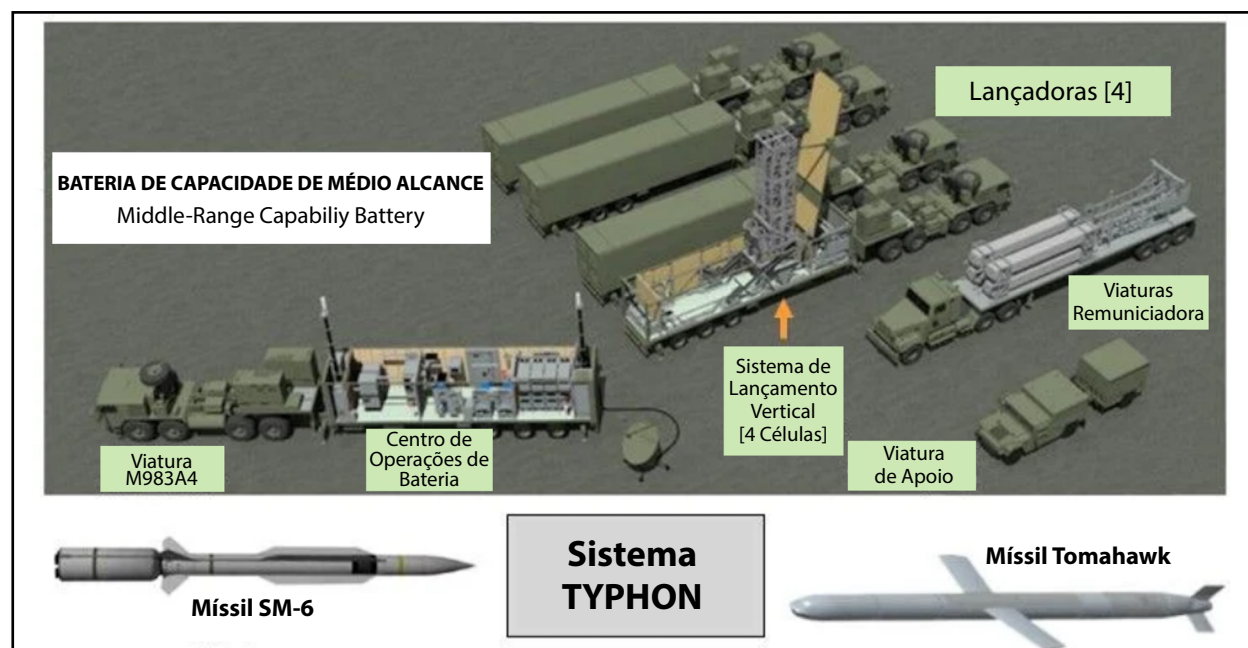 Lançadoras [4]
BATERIA DE CAPACIDADE DE MÉDIO ALCANCE
Middle-Range Capabiliy Battery
Viaturas
Remuniciadora
Sistema de
Lançamento
Vertical
[4 Células]
Centro de
Operações de
Bateria
Viatura
M983A4
Viatura
de Apoio
Sistema
TYPHON
Míssil SM-6
Míssil Tomahawk